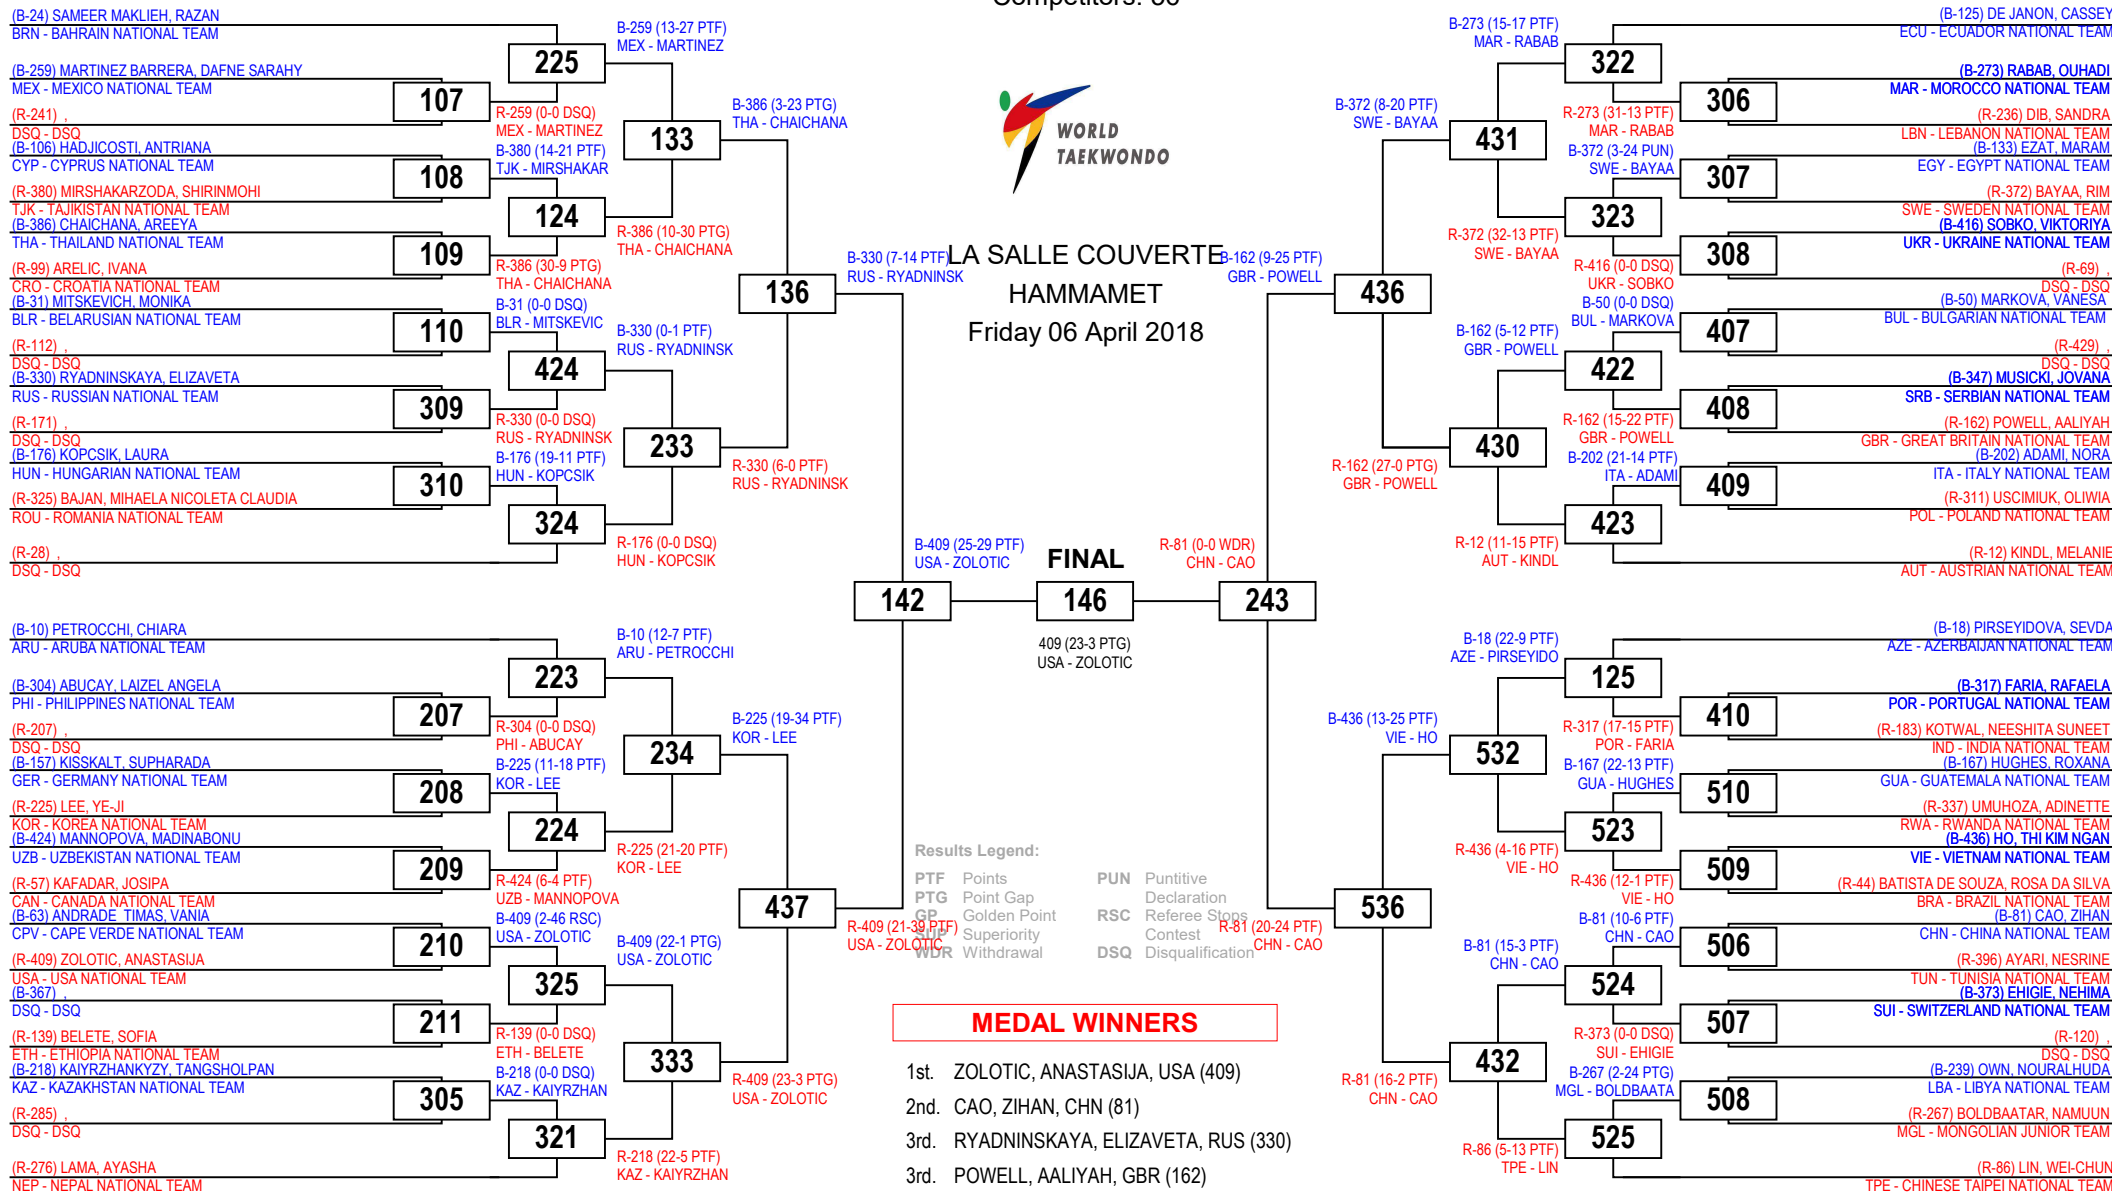 Competitors: 56
(B-24) SAMEER MAKLIEH, RAZAN
BRN - BAHRAIN NATIONAL TEAM
225
(B-259) MARTINEZ BARRERA, DAFNE SARAHY
MEX - MEXICO NATIONAL TEAM
107
(R-241) ,
DSQ - DSQ
(B-106) HADJICOSTI, ANTRIANA
CYP - CYPRUS NATIONAL TEAM
108
(R-380) MIRSHAKARZODA, SHIRINMOHI
TJK - TAJIKISTAN NATIONAL TEAM
124
(B-386) CHAICHANA, AREEYA
THA - THAILAND NATIONAL TEAM
109
(R-99) ARELIC, IVANA
CRO - CROATIA NATIONAL TEAM
(B-31) MITSKEVICH, MONIKA
BLR - BELARUSIAN NATIONAL TEAM
110
(R-112) ,
DSQ - DSQ
424
(B-330) RYADNINSKAYA, ELIZAVETA
RUS - RUSSIAN NATIONAL TEAM
309
(R-171) ,
DSQ - DSQ
(B-176) KOPCSIK, LAURA
HUN - HUNGARIAN NATIONAL TEAM
310
(R-325) BAJAN, MIHAELA NICOLETA CLAUDIA
ROU - ROMANIA NATIONAL TEAM
324
(R-28) ,
DSQ - DSQ
R-259 (0-0 DSQ)
MEX - MARTINEZ
B-380 (14-21 PTF)
TJK - MIRSHAKAR
R-386 (30-9 PTG)
THA - CHAICHANA
B-31 (0-0 DSQ)
BLR - MITSKEVIC
R-330 (0-0 DSQ)
RUS - RYADNINSK
B-176 (19-11 PTF)
HUN - KOPCSIK
B-259 (13-27 PTF)
MEX - MARTINEZ
133
R-386 (10-30 PTG)
THA - CHAICHANA
B-330 (0-1 PTF)
RUS - RYADNINSK
233
R-176 (0-0 DSQ)
HUN - KOPCSIK
B-386 (3-23 PTG)
THA - CHAICHANA
136
R-330 (6-0 PTF)
RUS - RYADNINSK
B-330 (7-14 PTF)
RUS - RYADNINSK
(B-10) PETROCCHI, CHIARA
ARU - ARUBA NATIONAL TEAM
223
(B-304) ABUCAY, LAIZEL ANGELA
PHI - PHILIPPINES NATIONAL TEAM
207
(R-207) ,
DSQ - DSQ
(B-157) KISSKALT, SUPHARADA
GER - GERMANY NATIONAL TEAM
208
(R-225) LEE, YE-JI
KOR - KOREA NATIONAL TEAM
224
(B-424) MANNOPOVA, MADINABONU
UZB - UZBEKISTAN NATIONAL TEAM
209
(R-57) KAFADAR, JOSIPA
CAN - CANADA NATIONAL TEAM
(B-63) ANDRADE TIMAS, VANIA
CPV - CAPE VERDE NATIONAL TEAM
210
(R-409) ZOLOTIC, ANASTASIJA
USA - USA NATIONAL TEAM
325
(B-367) ,
DSQ - DSQ
211
(R-139) BELETE, SOFIA
ETH - ETHIOPIA NATIONAL TEAM
(B-218) KAIYRZHANKYZY, TANGSHOLPAN
KAZ - KAZAKHSTAN NATIONAL TEAM
305
(R-285) ,
DSQ - DSQ
321
(R-276) LAMA, AYASHA
NEP - NEPAL NATIONAL TEAM
R-304 (0-0 DSQ)
PHI - ABUCAY
B-225 (11-18 PTF)
KOR - LEE
R-424 (6-4 PTF)
UZB - MANNOPOVA
B-409 (2-46 RSC)
USA - ZOLOTIC
R-139 (0-0 DSQ)
ETH - BELETE
B-218 (0-0 DSQ)
KAZ - KAIYRZHAN
B-10 (12-7 PTF)
ARU - PETROCCHI
234
R-225 (21-20 PTF)
KOR - LEE
B-409 (22-1 PTG)
USA - ZOLOTIC
333
R-218 (22-5 PTF)
KAZ - KAIYRZHAN
B-225 (19-34 PTF)
KOR - LEE
437
R-409 (23-3 PTG)
USA - ZOLOTIC
R-409 (21-39 PTF)
USA - ZOLOTIC
WORLD
TAEKWONDO
LA SALLE COUVERTE
HAMMAMET
Friday 06 April 2018
B-409 (25-29 PTF)
USA - ZOLOTIC
142
FINAL
146
409 (23-3 PTG)
USA - ZOLOTIC
R-81 (0-0 WDR)
CHN - CAO
243
Results Legend:
PTF Points
PTG Point Gap
GP Golden Point
SUP Superiority
WDR Withdrawal
PUN Puntitive
Declaration
RSC Referee Stops
Contest
DSQ Disqualification
MEDAL WINNERS
1st. ZOLOTIC, ANASTASIJA, USA (409)
2nd. CAO, ZIHAN, CHN (81)
3rd. RYADNINSKAYA, ELIZAVETA, RUS (330)
3rd. POWELL, AALIYAH, GBR (162)
B-162 (9-25 PTF)
GBR - POWELL
B-372 (8-20 PTF)
SWE - BAYAA
436
R-162 (27-0 PTG)
GBR - POWELL
B-273 (15-17 PTF)
MAR - RABAB
431
R-372 (32-13 PTF)
SWE - BAYAA
B-162 (5-12 PTF)
GBR - POWELL
430
R-12 (11-15 PTF)
AUT - KINDL
322
R-273 (31-13 PTF)
MAR - RABAB
B-372 (3-24 PUN)
SWE - BAYAA
323
R-416 (0-0 DSQ)
UKR - SOBKO
B-50 (0-0 DSQ)
BUL - MARKOVA
422
R-162 (15-22 PTF)
GBR - POWELL
B-202 (21-14 PTF)
ITA - ADAMI
423
(B-125) DE JANON, CASSEY
ECU - ECUADOR NATIONAL TEAM
(B-273) RABAB, OUHADI
MAR - MOROCCO NATIONAL TEAM
306
(R-236) DIB, SANDRA
LBN - LEBANON NATIONAL TEAM
(B-133) EZAT, MARAM
EGY - EGYPT NATIONAL TEAM
307
(R-372) BAYAA, RIM
SWE - SWEDEN NATIONAL TEAM
(B-416) SOBKO, VIKTORIYA
UKR - UKRAINE NATIONAL TEAM
308
(R-69) ,
DSQ - DSQ
(B-50) MARKOVA, VANESA
BUL - BULGARIAN NATIONAL TEAM
407
(R-429) ,
DSQ - DSQ
(B-347) MUSICKI, JOVANA
SRB - SERBIAN NATIONAL TEAM
408
(R-162) POWELL, AALIYAH
GBR - GREAT BRITAIN NATIONAL TEAM
(B-202) ADAMI, NORA
ITA - ITALY NATIONAL TEAM
409
(R-311) USCIMIUK, OLIWIA
POL - POLAND NATIONAL TEAM
(R-12) KINDL, MELANIE
AUT - AUSTRIAN NATIONAL TEAM
R-81 (20-24 PTF)
CHN - CAO
B-436 (13-25 PTF)
VIE - HO
536
R-81 (16-2 PTF)
CHN - CAO
B-18 (22-9 PTF)
AZE - PIRSEYIDO
532
R-436 (4-16 PTF)
VIE - HO
B-81 (15-3 PTF)
CHN - CAO
432
R-86 (5-13 PTF)
TPE - LIN
125
R-317 (17-15 PTF)
POR - FARIA
B-167 (22-13 PTF)
GUA - HUGHES
523
R-436 (12-1 PTF)
VIE - HO
B-81 (10-6 PTF)
CHN - CAO
524
R-373 (0-0 DSQ)
SUI - EHIGIE
B-267 (2-24 PTG)
MGL - BOLDBAATA
525
(B-18) PIRSEYIDOVA, SEVDA
AZE - AZERBAIJAN NATIONAL TEAM
(B-317) FARIA, RAFAELA
POR - PORTUGAL NATIONAL TEAM
410
(R-183) KOTWAL, NEESHITA SUNEET
IND - INDIA NATIONAL TEAM
(B-167) HUGHES, ROXANA
GUA - GUATEMALA NATIONAL TEAM
510
(R-337) UMUHOZA, ADINETTE
RWA - RWANDA NATIONAL TEAM
(B-436) HO, THI KIM NGAN
VIE - VIETNAM NATIONAL TEAM
509
(R-44) BATISTA DE SOUZA, ROSA DA SILVA
BRA - BRAZIL NATIONAL TEAM
(B-81) CAO, ZIHAN
CHN - CHINA NATIONAL TEAM
506
(R-396) AYARI, NESRINE
TUN - TUNISIA NATIONAL TEAM
(B-373) EHIGIE, NEHIMA
SUI - SWITZERLAND NATIONAL TEAM
507
(R-120) ,
DSQ - DSQ
(B-239) OWN, NOURALHUDA
LBA - LIBYA NATIONAL TEAM
508
(R-267) BOLDBAATAR, NAMUUN
MGL - MONGOLIAN JUNIOR TEAM
(R-86) LIN, WEI-CHUN
TPE - CHINESE TAIPEI NATIONAL TEAM